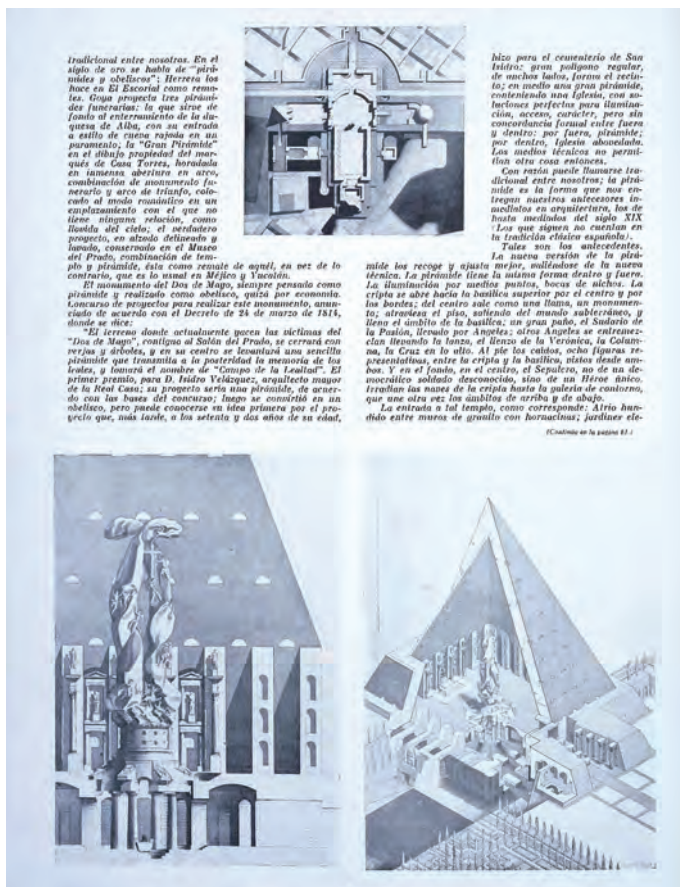 tradicional entre nosotros. En el
siglo de oro se habla de "pirá-
mides y obeliscos"; Herrera los
hace en El Escorial como rema-
tes. Goya proyecta tres pirámi-
des funerarias: la que sirve de
fondo al enterramiento de la du-
quesa de Alba, con su entrada
a estilo de cueva rajada en un
paramento; la "Gran Pirámide"
en el dibujo propiedad del mar-
qués de Casa Torres, horadada
en inmensa abertura en arco,
combinación de monumento fu-
nerario y arco de triunfo, colo-
cado al modo romántico en un
emplazamiento con el que no
tiene ninguna relación, como
llovida del cielo; el verdadero
proyecto, en alzado delineado y
lavado, conservado en el Museo
del Prado, combinación de tem-
plo y pirámide, ésta como remate de aquél, en vez de lo
contrario, que es lo usual en Méjico y Yucatán.
El monumento del Dos de Mayo, siempre pensado como
pirámide y realizado como obelisco, quizá por economía.
Concurso de proyectos para realizar este monumento, anun-
ciado de acuerdo con el Decreto de 24 de marzo de 1814,
donde se dice:
"El terreno donde actualmente yacen las víctimas del
"Dos de Mayo", contiguo al Salón del Prado, se cerrará con
verjas y árboles, y en su centro se levantará una sencilla
pirámide que transmita a la posteridad la memoria de los
leales, y tomará el nombre de "Campo de la Lealtad". El
primer premio, para D. Isidro Velázquez, arquitecto mayor
de la Real Casa; su proyecto sería una pirámide, de acuer-
do con las bases del concurso; luego se convirtió en un
obelisco, pero puede conocerse su idea primera por el pro-
yecto que, más tarde, a los setenta y dos años de su edad,
hizo para el cementerio de San
Isidro: gran polígono regular,
de anchos lados, forma el recin-
to; en medio una gran pirámide,
conteniendo una Iglesia, con so-
luciones perfectas para ilumina-
ción, acceso, carácter, pero sin
concordancia formal entre fuera
y dentro: por fuera, pirámide;
por dentro, Iglesia abovedada.
Los medios técnicos no permi-
tían otra cosa entonces.
Con razón puede llamarse tra-
dicional entre nosotros; la pirá-
mide es la forma que nos en-
tregan nuestros antecesores in-
mediatos en arquitectura, los de
hasta mediados del siglo XIX
(Los que siguen no cuentan en
la tradición clásica española).
Tales son los antecedentes.
La nueva versión de la pirá-
mide los recoge y ajusta mejor, valiéndose de la nueva
técnica. La pirámide tiene la misma forma dentro y fuera.
La iluminación por medios puntos, bocas de nichos. La
cripta se abre hacia la basílica superior por el centro y por
los bordes; del centro sale como una llama, un monumen-
to; atraviesa el piso, saliendo del mundo subterráneo, y
llena el ámbito de la basílica; un gran paño, el Sudario de
la Pasión, llevado por Angeles; otros Angeles se entremez-
clan llevando la lanza, el lienzo de la Verónica, la Colum-
na, la Cruz en lo alto. Al pie los caídos, ocho figuras re-
presentativas, entre la cripta y la basílica, vistos desde am-
bos. Y en el fondo, en el centro, el Sepulcro, no de un de-
mocrático soldado desconocido, sino de un Héroe único.
Irradian las naves de la cripta hasta la galería de contorno,
que une otra vez los ámbitos de arriba y de abajo.
La entrada a tal templo, como corresponde: Atrio hun-
dido entre muros de granito con hornacinas; jardines ele-
(Continúa en la página 63.)